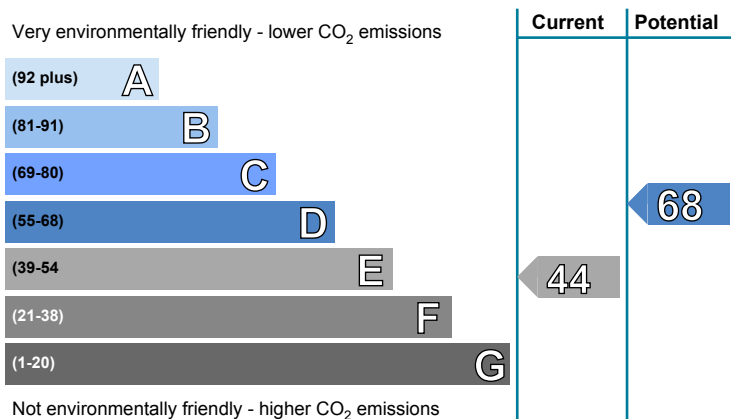 Very environmentally friendly - lower CO₂ emissions
Current
Potential
(92 plus) A
(81-91) B
(69-80) C
(55-68) D
68
(39-54 E
44
(21-38) F
(1-20) G
Not environmentally friendly - higher CO₂ emissions